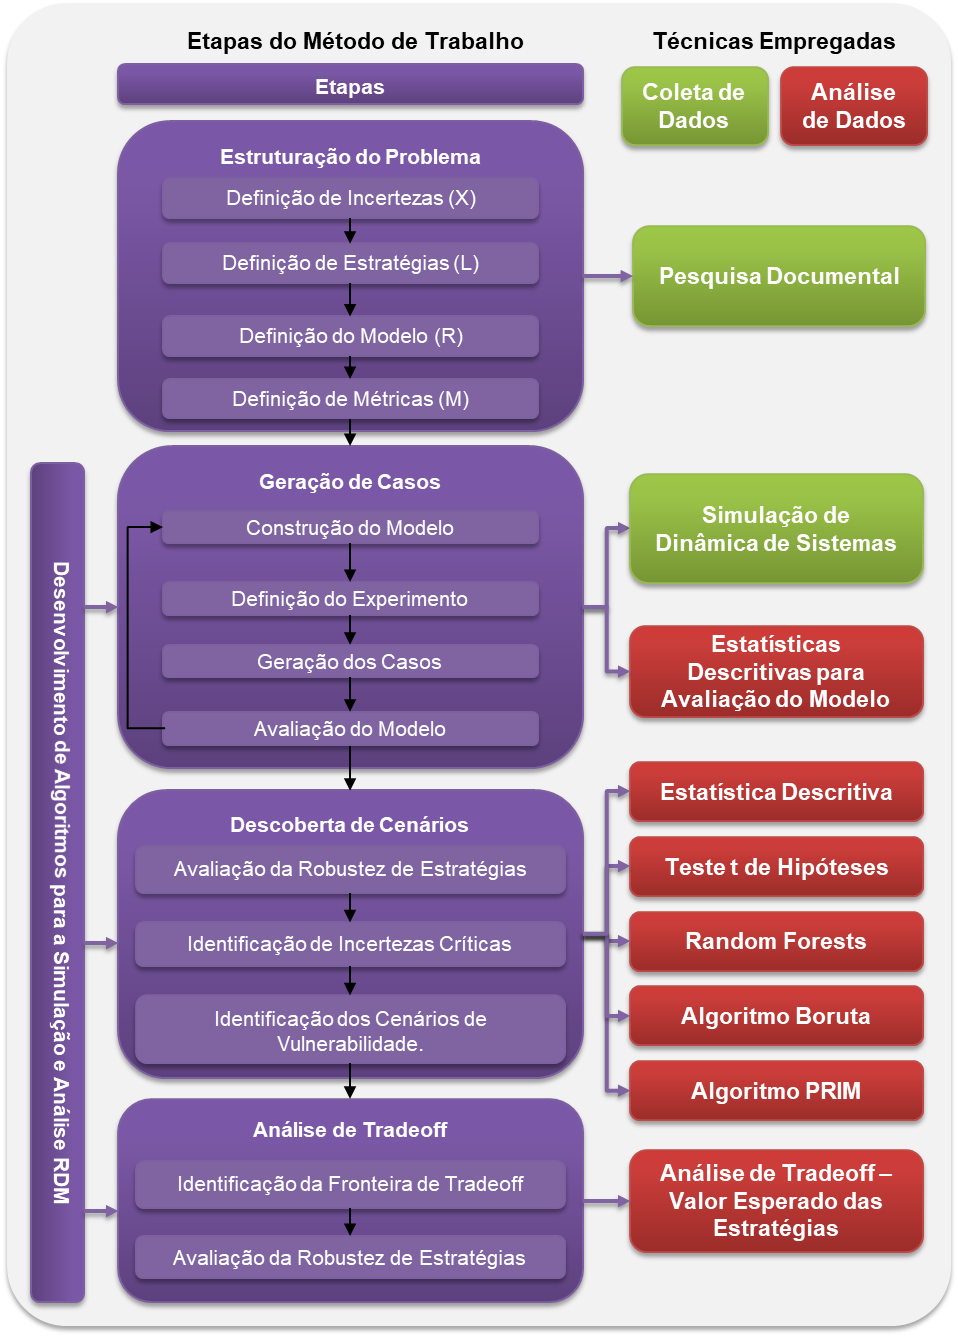 Etapas do Método de Trabalho
Técnicas Empregadas
Etapas
Coleta de
Dados
Análise
de Dados
Estruturação do Problema
Definição de Incertezas (X)
Definição de Estratégias (L)
Definição do Modelo (R)
Definição de Métricas (M)
Pesquisa Documental
Desenvolvimento de Algoritmos para a Simulação e Análise RDM
Geração de Casos
Construção do Modelo
Definição do Experimento
Geração dos Casos
Avaliação do Modelo
Simulação de
Dinâmica de Sistemas
Estatísticas
Descritivas para
Avaliação do Modelo
Descoberta de Cenários
Avaliação da Robustez de Estratégias
Identificação de Incertezas Críticas
Identificação dos Cenários de
Vulnerabilidade.
Estatística Descritiva
Teste t de Hipóteses
Random Forests
Algoritmo Boruta
Algoritmo PRIM
Análise de Tradeoff
Identificação da Fronteira de Tradeoff
Avaliação da Robustez de Estratégias
Análise de Tradeoff –
Valor Esperado das
Estratégias